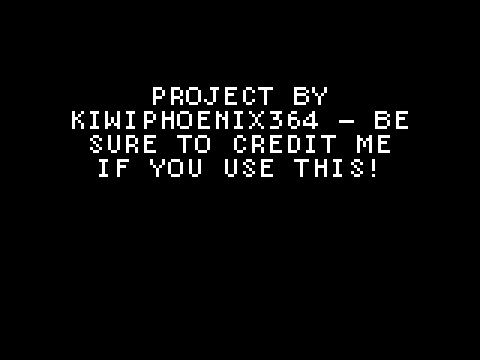 PROJECT BY
KIWIPHOENIX364 – BE
SURE TO CREDIT ME
IF YOU USE THIS!